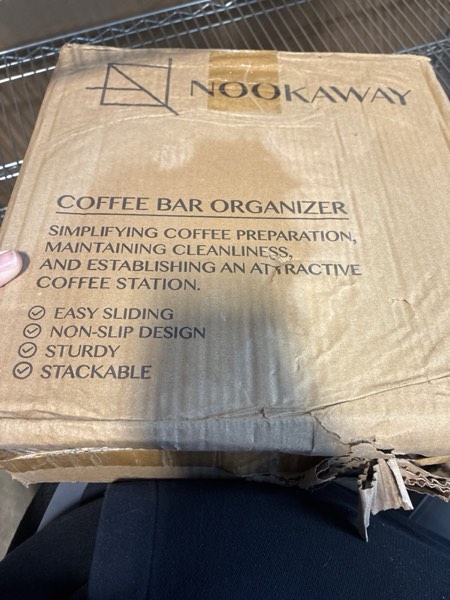 NOOKAWAY
COFFEE BAR ORGANIZER
SIMPLIFYING COFFEE PREPARATION,
MAINTAINING CLEANLINESS,
AND ESTABLISHING AN ATTRACTIVE
COFFEE STATION.
EASY SLIDING
NON-SLIP DESIGN
STURDY
STACKABLE